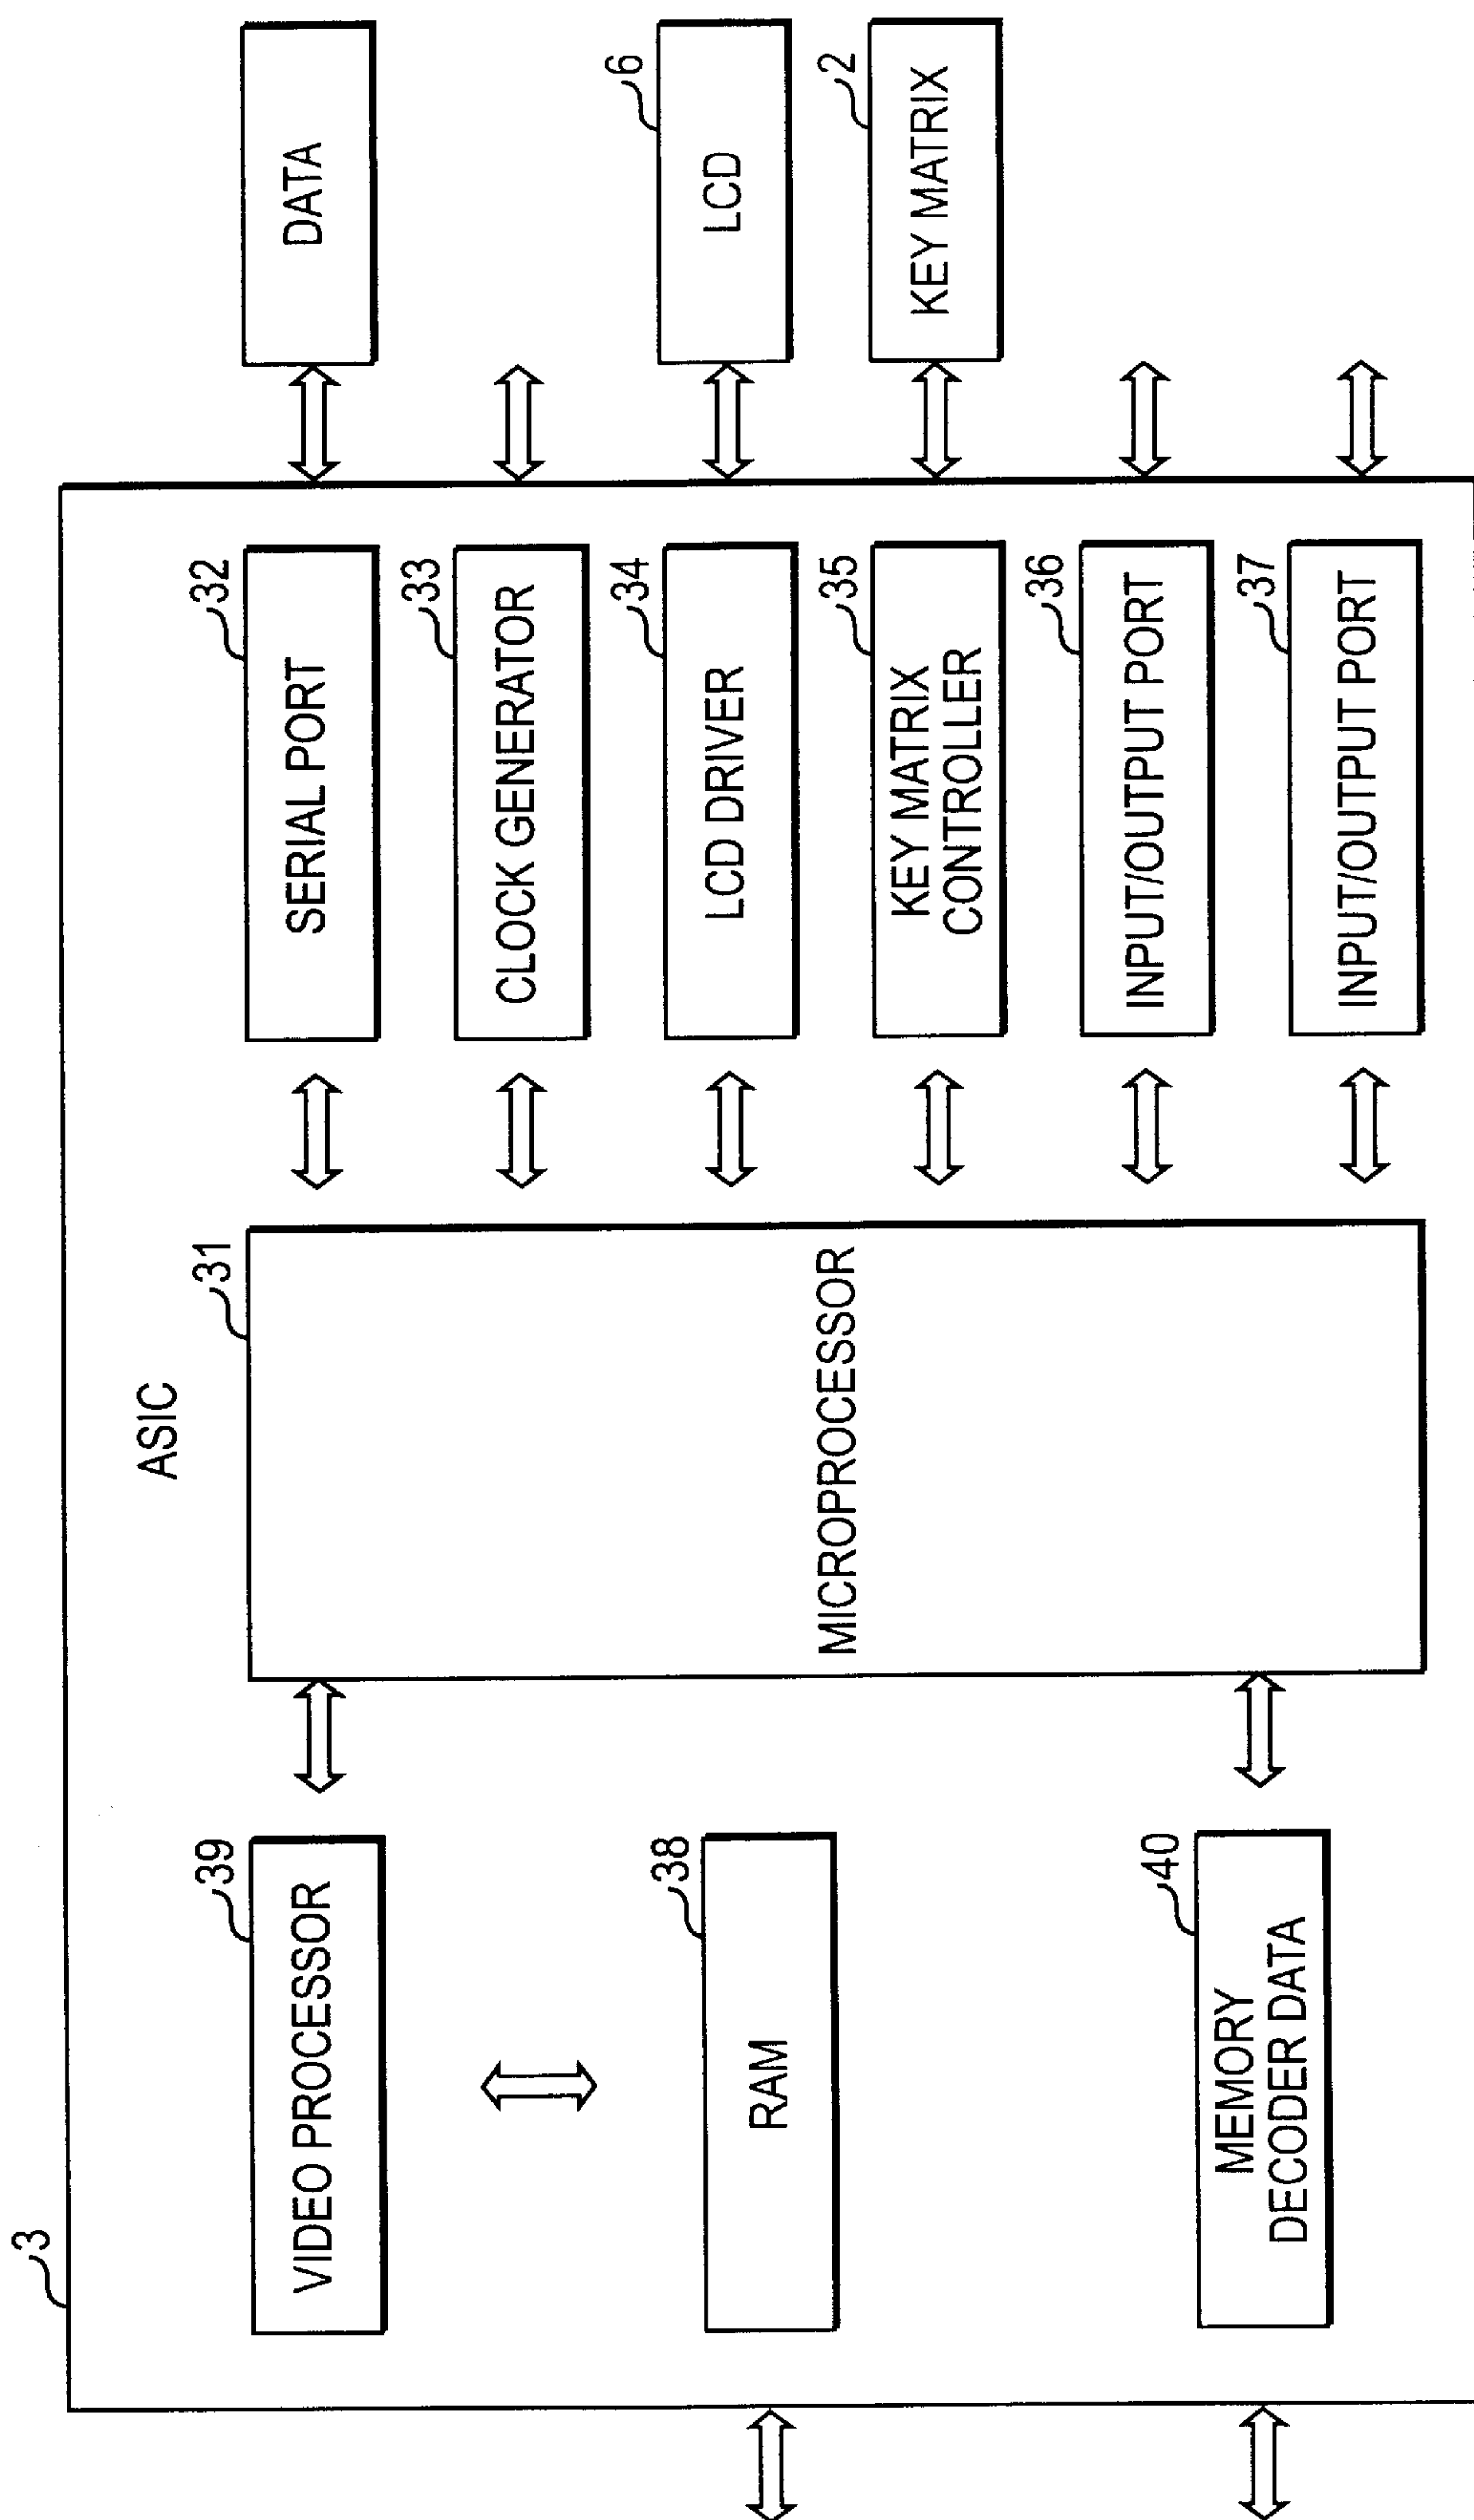 3
ASIC
39
VIDEO PROCESSOR
38
RAM
40
MEMORY
DECODER DATA
31
MICROPROCESSOR
32
SERIAL PORT
33
CLOCK GENERATOR
34
LCD DRIVER
35
KEY MATRIX
CONTROLLER
36
INPUT/OUTPUT PORT
37
INPUT/OUTPUT PORT
DATA
6
LCD
2
KEY MATRIX